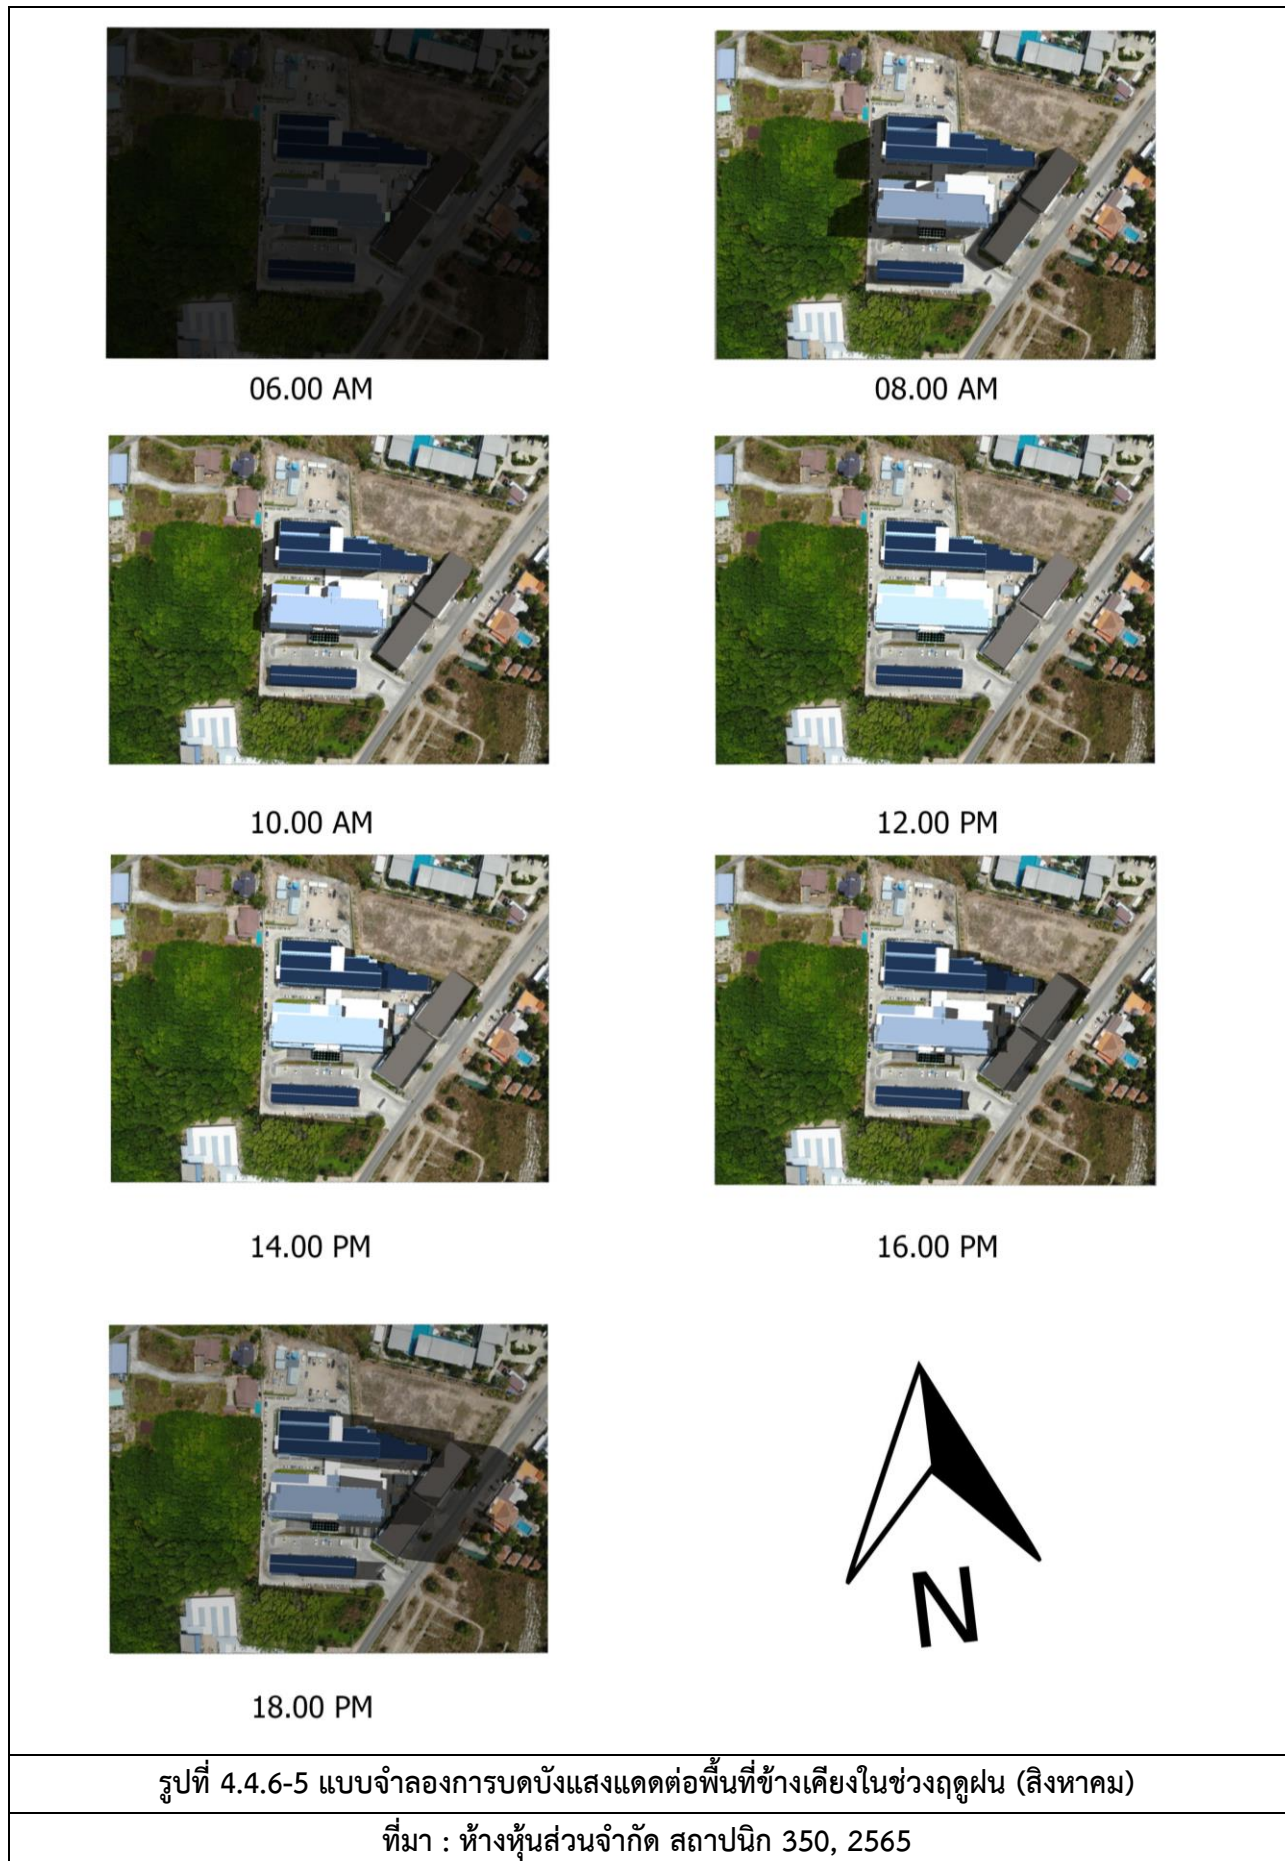 06.00 AM
08.00 AM
10.00 AM
12.00 PM
14.00 PM
16.00 PM
18.00 PM
N
รูปที่ 4.4.6-5 แบบจำลองการบดบังแสงแดดต่อพื้นที่ข้างเคียงในช่วงฤดูฝน (สิงหาคม)
ที่มา : ห้างหุ้นส่วนจำกัด สถาปนิก 350, 2565